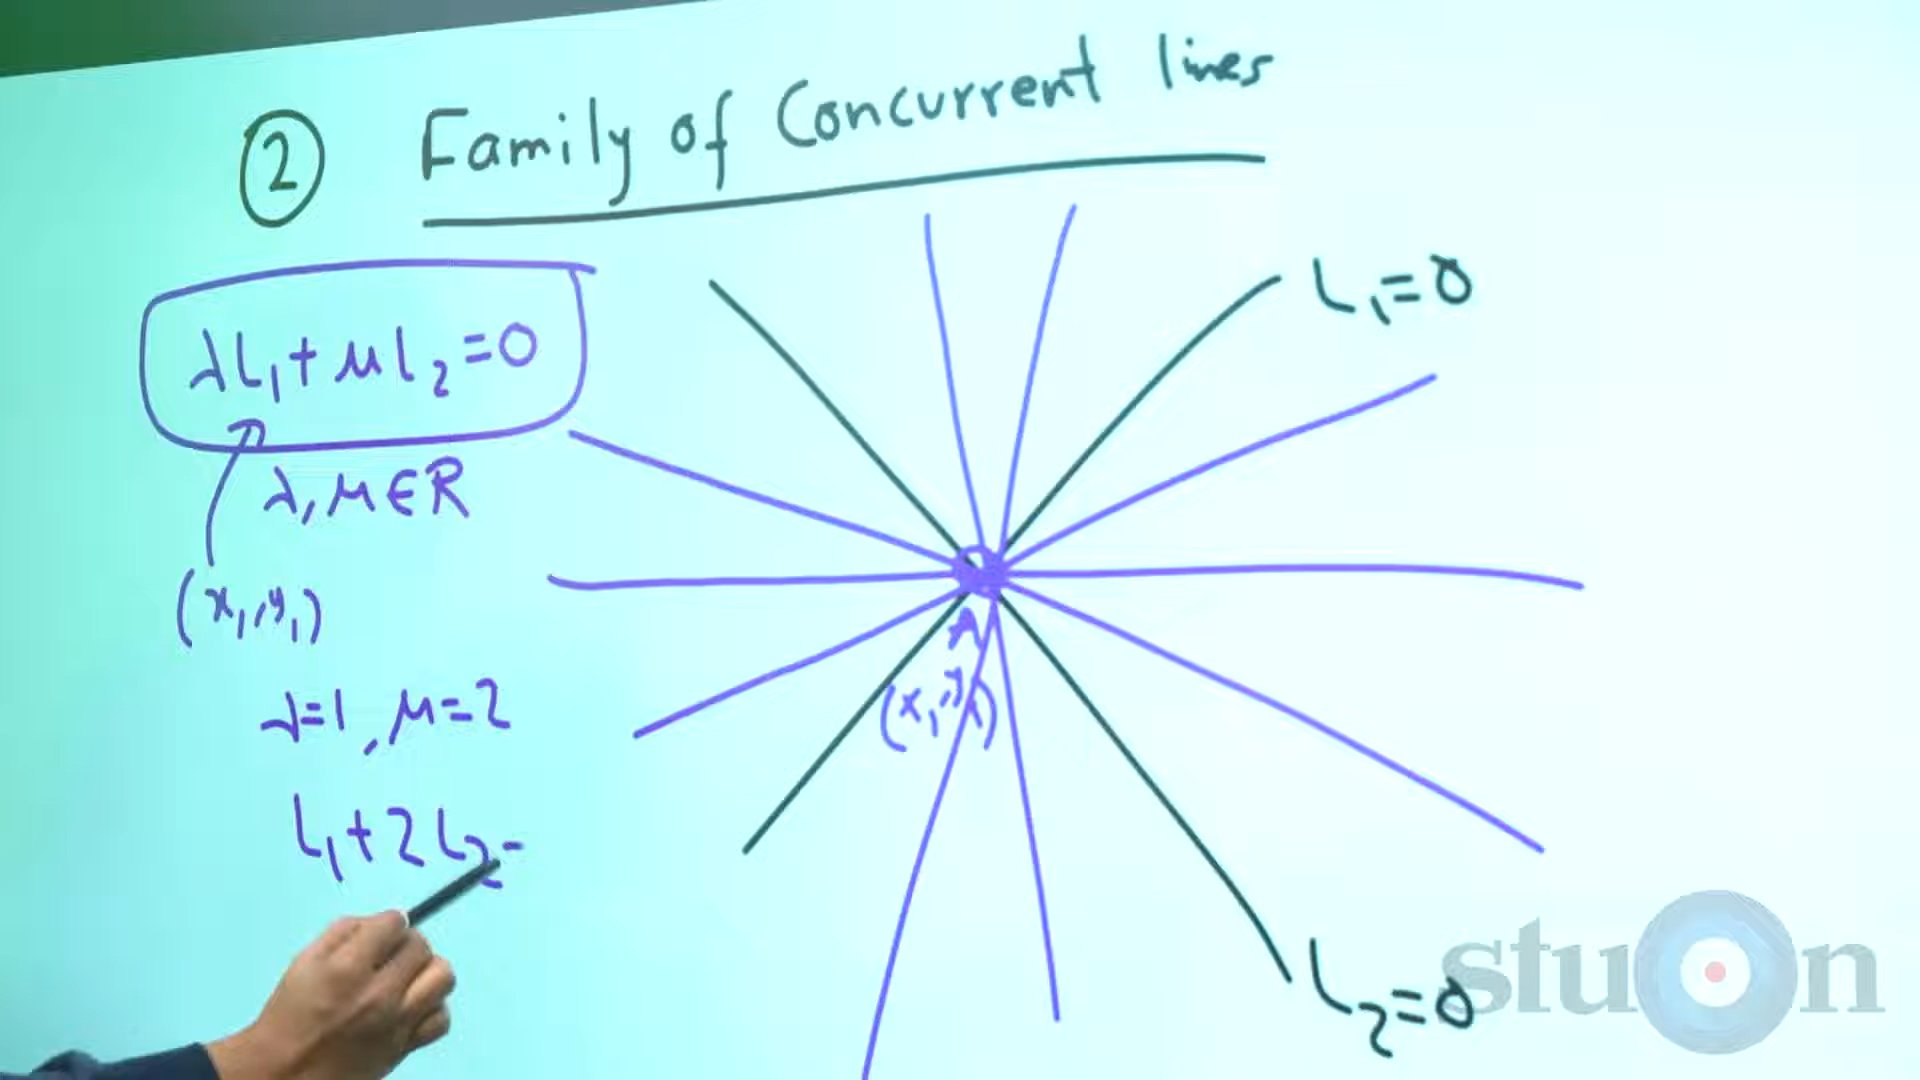 ② Family of Concurrent lines
λL₁+μL₂=0
λ,μ∈R
(x₁,y₁)
λ=1, μ=2
L₁+2L₂=
L₁=0
A
(x₁,y₁)
L₂=0
stuon